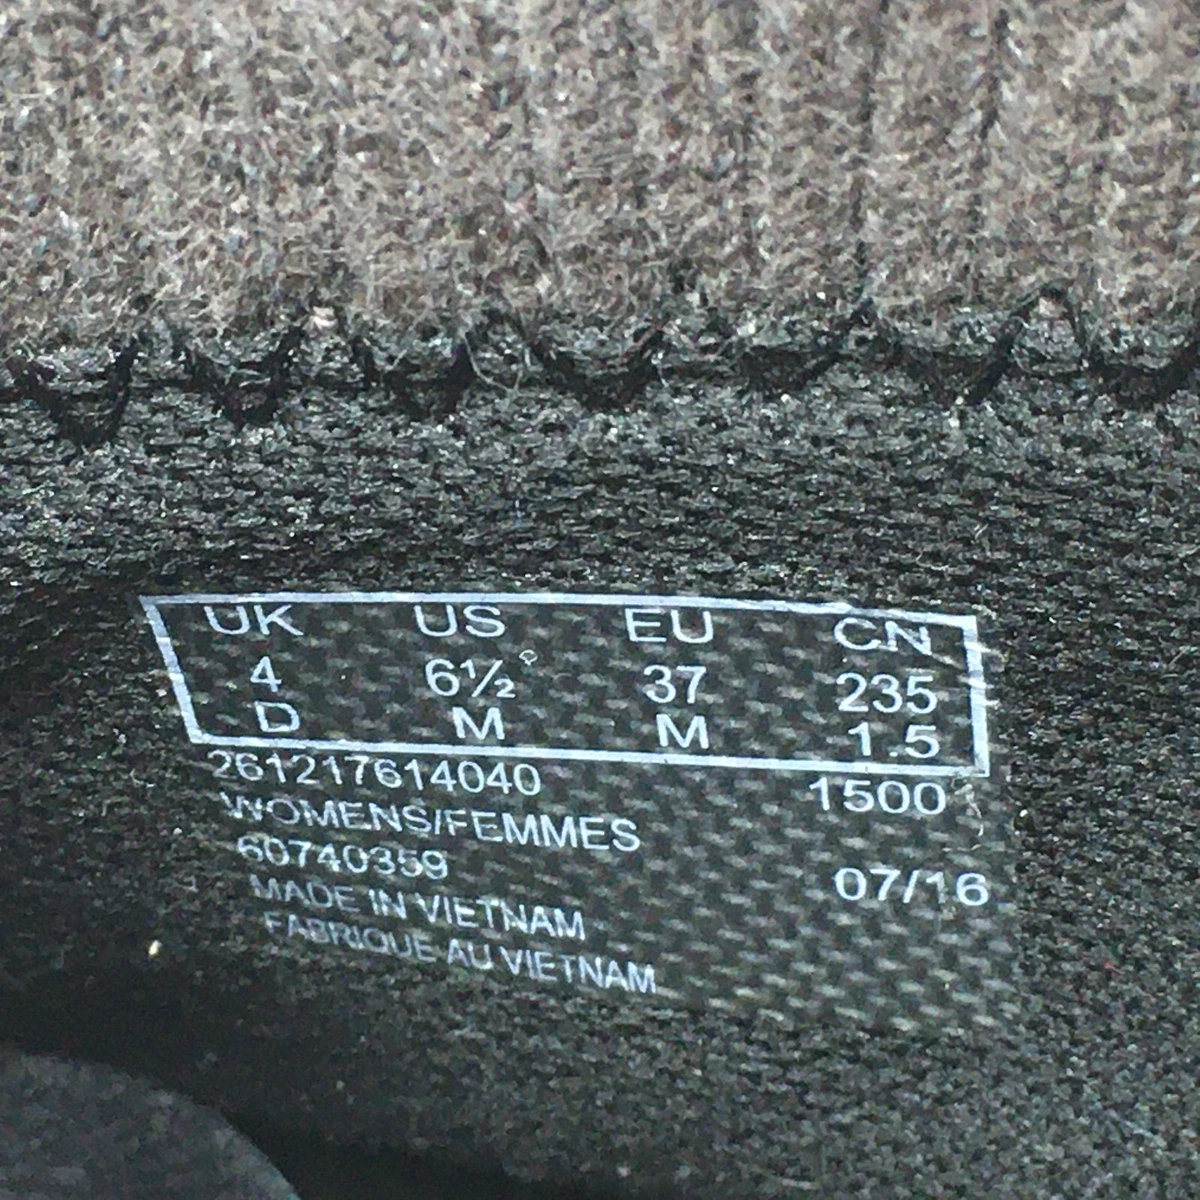 UK US EU CN
4 6½ 37 235
D M M 1.5
261217614040 1500
WOMENS/FEMMES
60740359 07/16
MADE IN VIETNAM
FABRIQUE AU VIETNAM